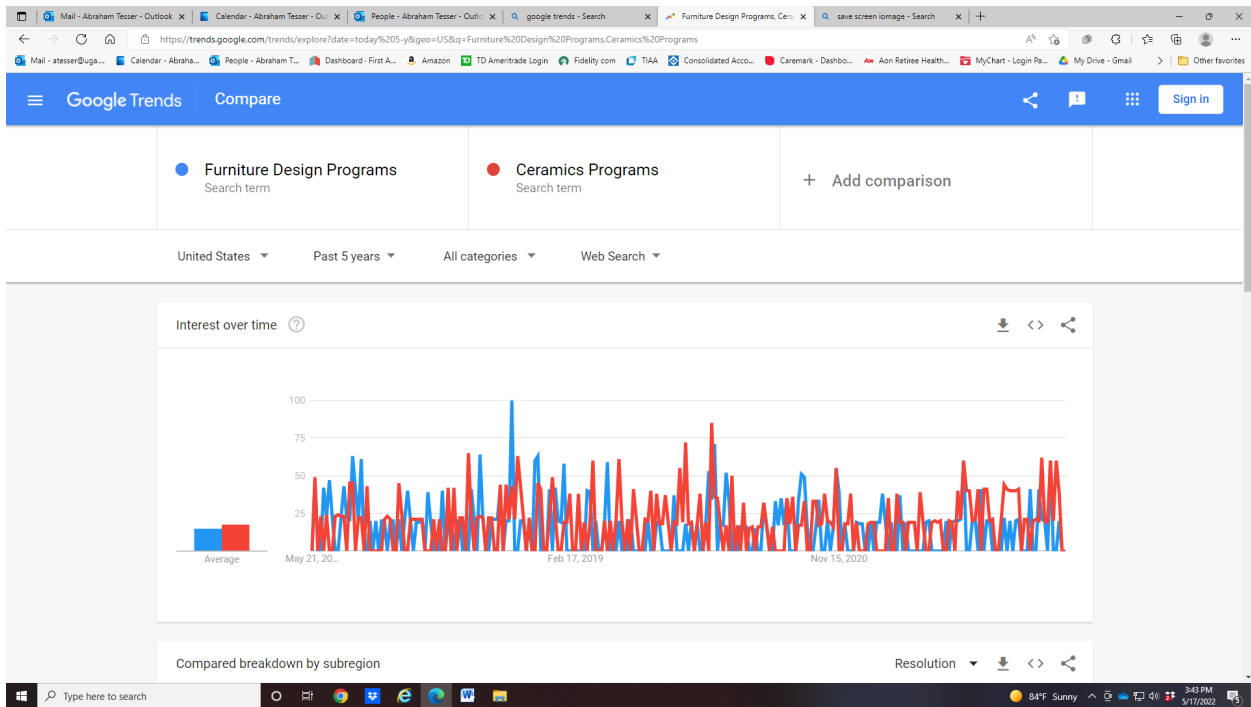 Mail - Abraham Tesser - Outlook
Calendar - Abraham Tesser - Out
People - Abraham Tesser - Outlo
google trends - Search
Furniture Design Programs, Cera
save screen iomage - Search
https://trends.google.com/trends/explore?date=today%205-y&geo=US&q=Furniture%20Design%20Programs,Ceramics%20Programs
Mail - atesser@uga...
Calendar - Abraha...
People - Abraham T...
Dashboard - First A...
Amazon
TD Ameritrade Login
Fidelity com
TIAA
Consolidated Acco...
Caremark - Dashbo...
Aon Retiree Health...
MyChart - Login Pa...
My Drive - Gmail
Other favorites
Google Trends
Compare
Sign in
Furniture Design Programs
Search term
Ceramics Programs
Search term
+ Add comparison
United States
Past 5 years
All categories
Web Search
Interest over time
100
75
50
25
Average
May 21, 20...
Feb 17, 2019
Nov 15, 2020
Compared breakdown by subregion
Resolution
Type here to search
84°F Sunny
3:43 PM
5/17/2022